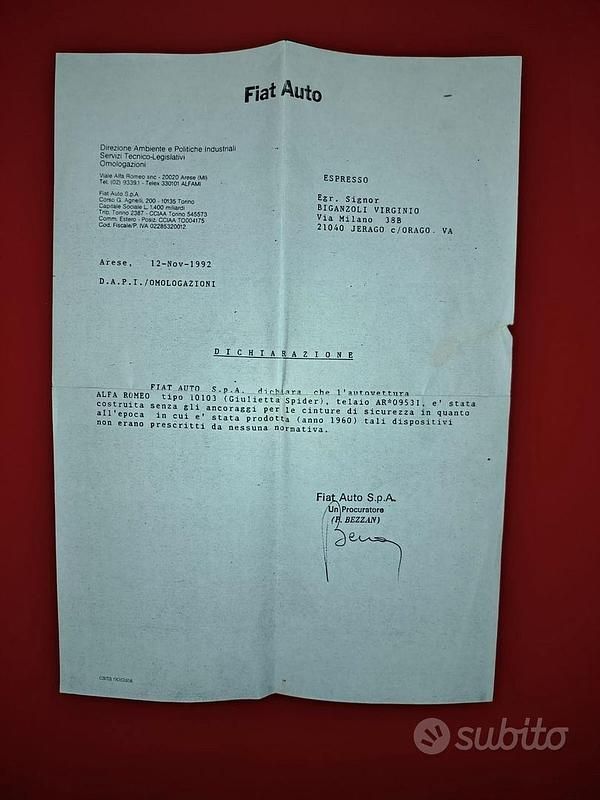 Fiat Auto
Direzione Ambiente e Politiche Industriali
Servizi Tecnico-Legislativi
Omologazioni
Viale Alfa Romeo snc - 20020 Arese (MI)
Tel. (02) 9339.1 - Telex 330101 ALFAMI
Fiat Auto S.p.A.
Corso G. Agnelli, 200 - 10135 Torino
Capitale Sociale L. 1.400 miliardi
Trib. Torino 2387 - CCIAA Torino 545573
Comm. Estero - Posiz. CCIAA TO004175
Cod. Fiscale/P. IVA 02285320012
ESPRESSO
Egr. Signor
BIGANZOLI VIRGINIO
Via Milano 38B
21040 JERAGO c/ORAGO VA
Arese, 12-Nov-1992
D.A.P.I./OMOLOGAZIONI
DICHIARAZIONE
FIAT AUTO S.p.A. dichiara che l'autovettura
ALFA ROMEO tipo 10103 (Giulietta Spider), telaio AR*09531, e' stata
costruita senza gli ancoraggi per le cinture di sicurezza in quanto
all'epoca in cui e' stata prodotta (anno 1960) tali dispositivi
non erano prescritti da nessuna normativa.
Fiat Auto S.p.A.
Un Procuratore
BEZZAN)
subito